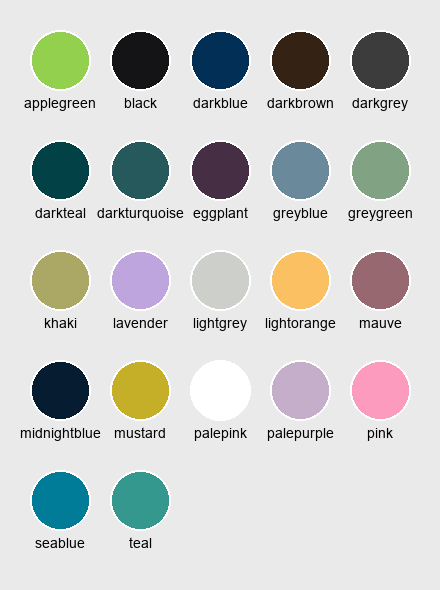 applegreen black darkblue darkbrown darkgrey
darkteal darkturquoise eggplant greyblue greygreen
khaki lavender lightgrey lightorange mauve
midnightblue mustard palepink palepurple pink
seablue teal